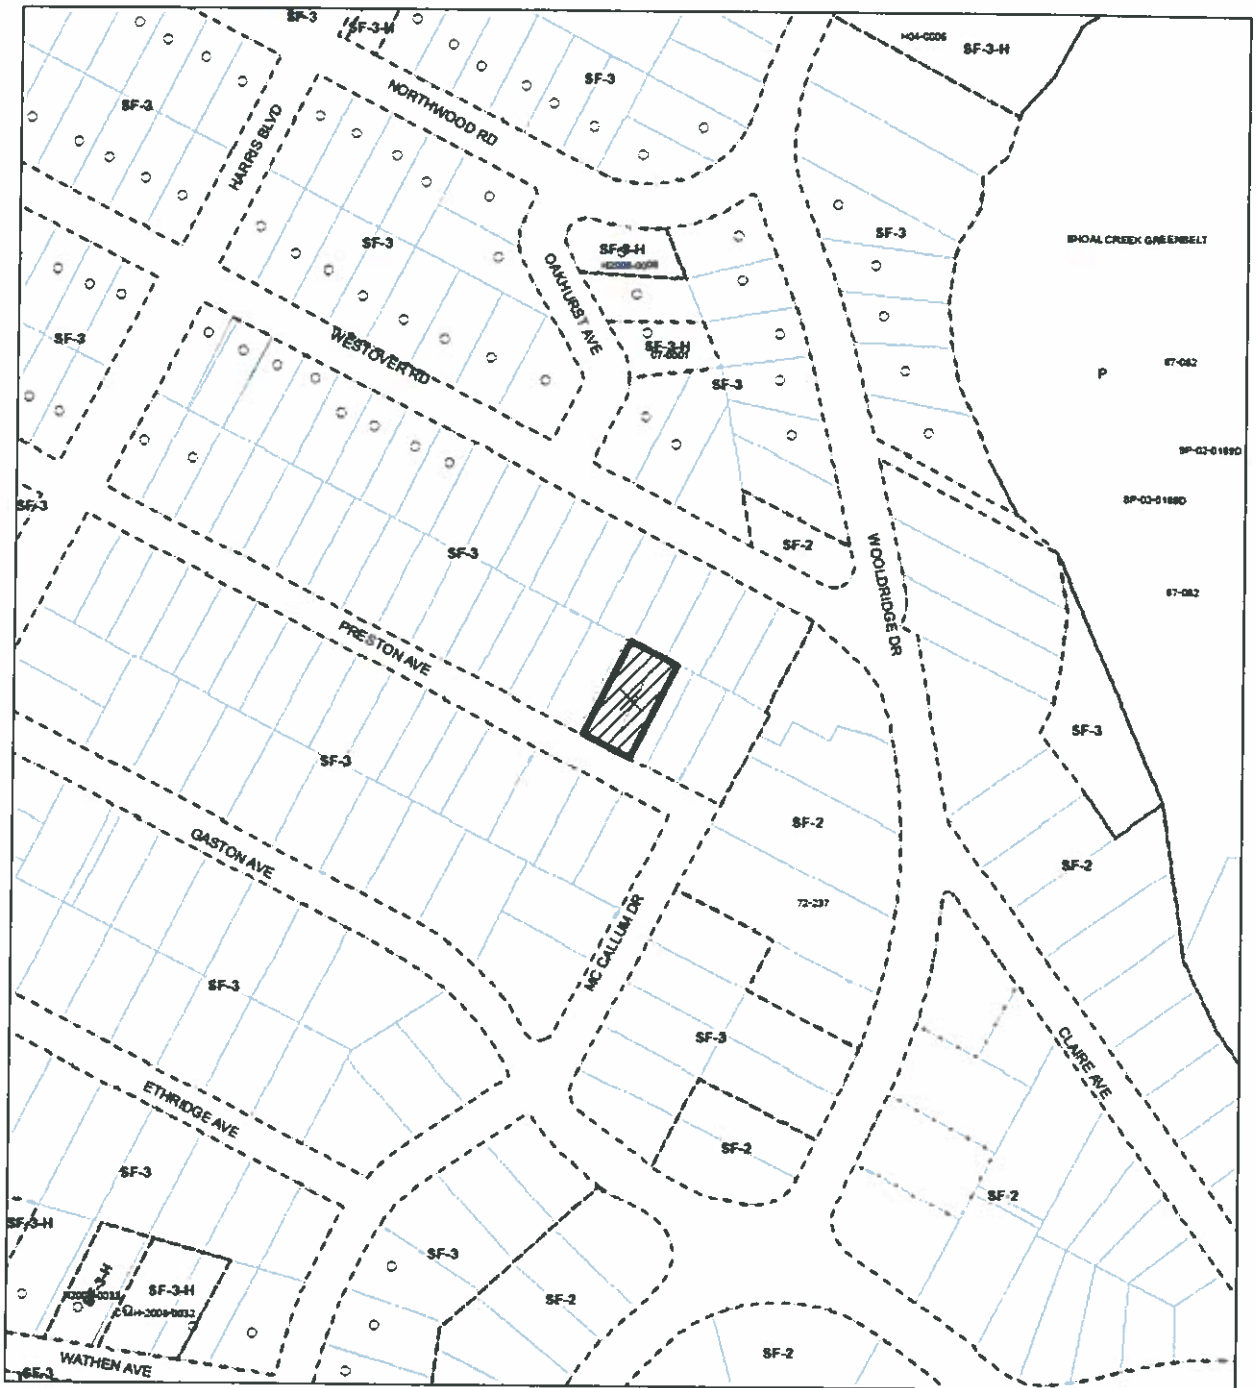 SF-3
SF-3-H
H04-0006
SF-3-H
SF-3
SF-3
NORTHWOOD RD
HARRIS BLVD
SF-3
SF-3
SHOAL CREEK GREENBELT
SF-3-H
OAKHURST AVE
SF-3
WESTOVER RD
SF-3-H
SF-3
P
87-082
SP-02-0189D
SP-03-0188D
SF-3
SF-3
SF-2
WOOLDRIDGE DR
87-082
PRESTON AVE
SF-3
SF-3
GASTON AVE
SF-2
SF-2
72-237
MC CALLUM DR
SF-3
SF-3
CLAIRE AVE
ETHRIDGE AVE
SF-2
SF-3
SF-2
SF-3-H
SF-3
SF-3-H
SF-3-H
SF-2
WATHEN AVE
SF-2
SF-3